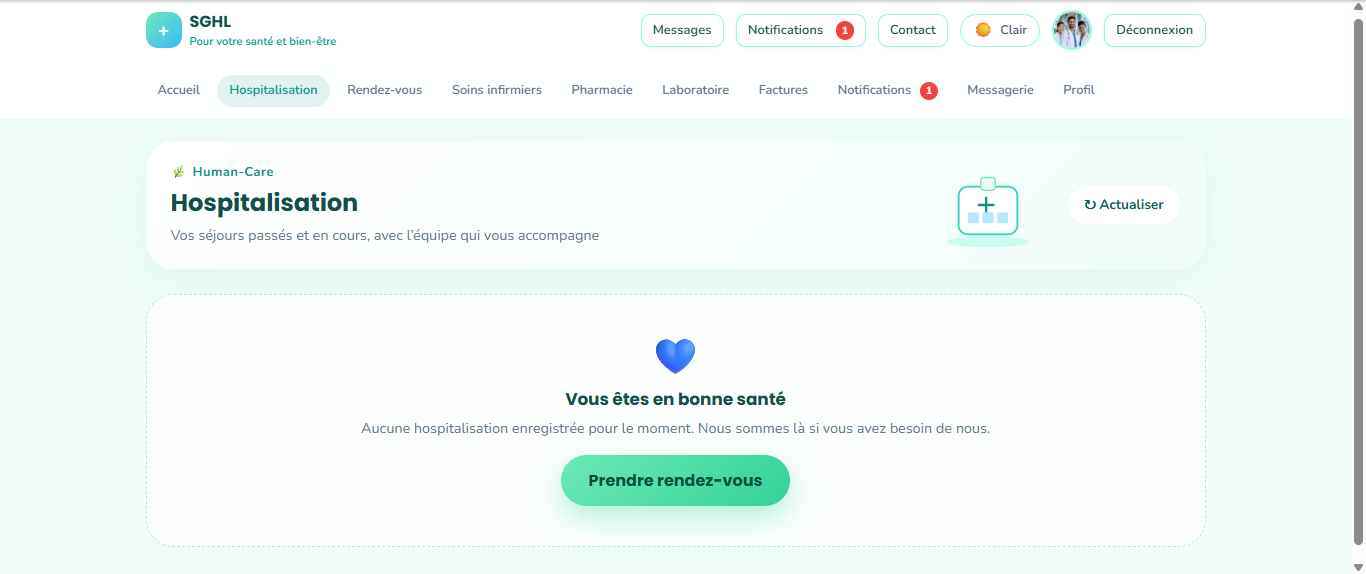 SGHL
Pour votre santé et bien-être
Messages
Notifications 1
Contact
Clair
Déconnexion
Accueil
Hospitalisation
Rendez-vous
Soins infirmiers
Pharmacie
Laboratoire
Factures
Notifications 1
Messagerie
Profil
Human-Care
Hospitalisation
Vos séjours passés et en cours, avec l’équipe qui vous accompagne
↻ Actualiser
Vous êtes en bonne santé
Aucune hospitalisation enregistrée pour le moment. Nous sommes là si vous avez besoin de nous.
Prendre rendez-vous